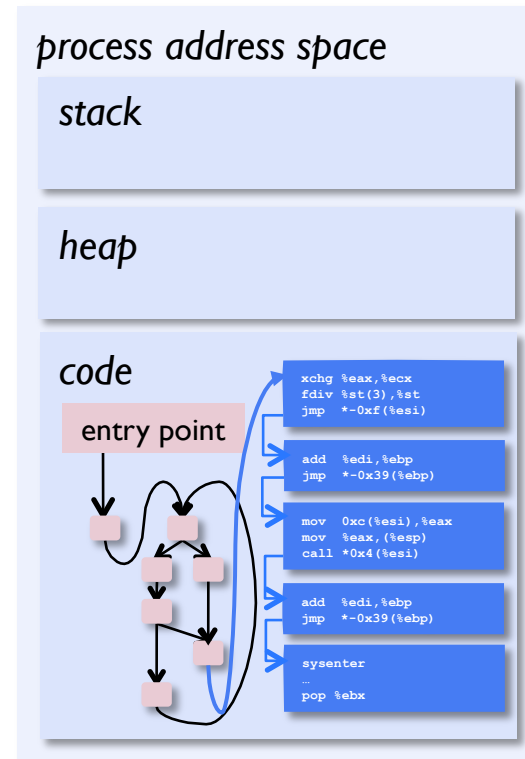 process address space
stack
heap
code
entry point
xchg %eax,%ecx
fdiv %st(3),%st
jmp *-0xf(%esi)
add %edi,%ebp
jmp *-0x39(%ebp)
mov 0xc(%esi),%eax
mov %eax,(%esp)
call *0x4(%esi)
add %edi,%ebp
jmp *-0x39(%ebp)
sysenter
…
pop %ebx